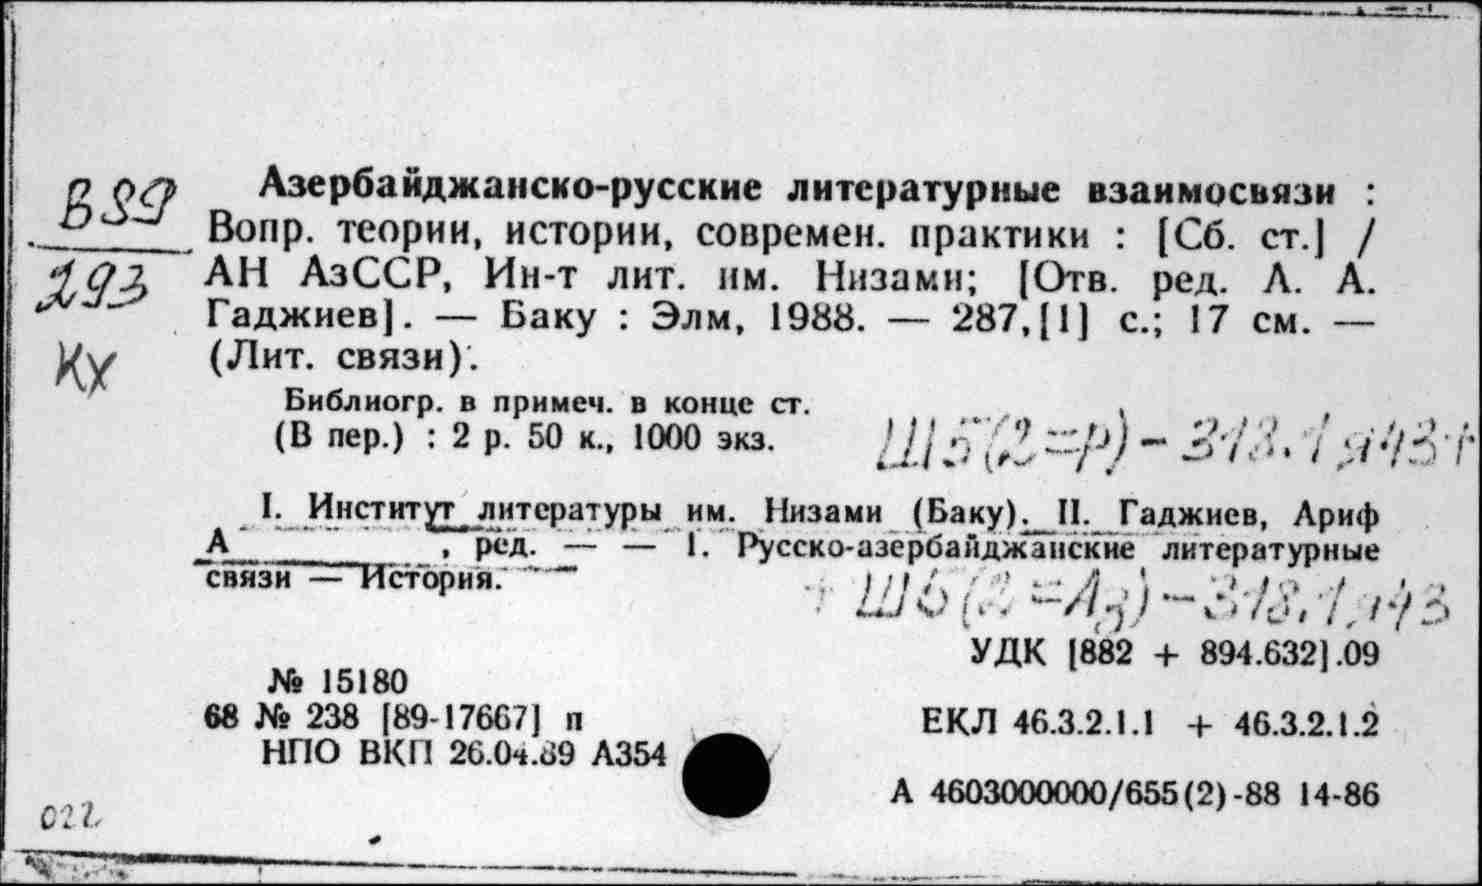 В89
293
Кх
Азербайджанско-русские литературные взаимосвязи :
Вопр. теории, истории, современ. практики : [Сб. ст.] /
АН АзССР, Ин-т лит. им. Низами; [Отв. ред. А. А.
Гаджиев]. — Баку : Элм, 1988. — 287,[1] с.; 17 см. —
(Лит. связи).
Библиогр. в примеч. в конце ст.
(В пер.) : 2 р. 50 к., 1000 экз.
Ш5(2=Р)-318.1я43+
I. Институт литературы им. Низами (Баку). II. Гаджиев, Ариф
А , ред. — — 1. Русско-азербайджанские литературные
связи — История.
+ Ш5(2=Аз)-318.1я43
УДК [882 + 894.632].09
№ 15180
68 № 238 [89-17667] п
ЕКЛ 46.3.2.1.1 + 46.3.2.1.2
НПО ВКП 26.04.89 А354
А 4603000000/655(2)-88 14-86
022